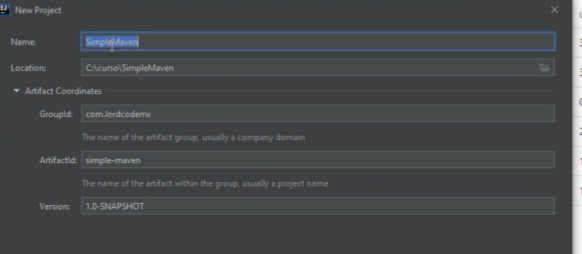 New Project
Name: SimpleMaven
Location: C:\curso\SimpleMaven
Artifact Coordinates
GroupId: com.lordcodemx
The name of the artifact group, usually a company domain
ArtifactId: simple-maven
The name of the artifact within the group, usually a project name
Version: 1.0-SNAPSHOT